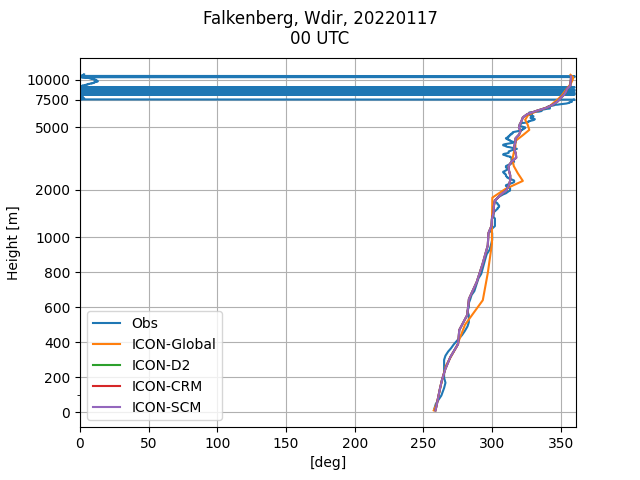 Falkenberg, Wdir, 20220117
00 UTC
Height [m]
10000
7500
5000
2000
1000
800
600
400
200
0
Obs
ICON-Global
ICON-D2
ICON-CRM
ICON-SCM
0 50 100 150 200 250 300 350
[deg]